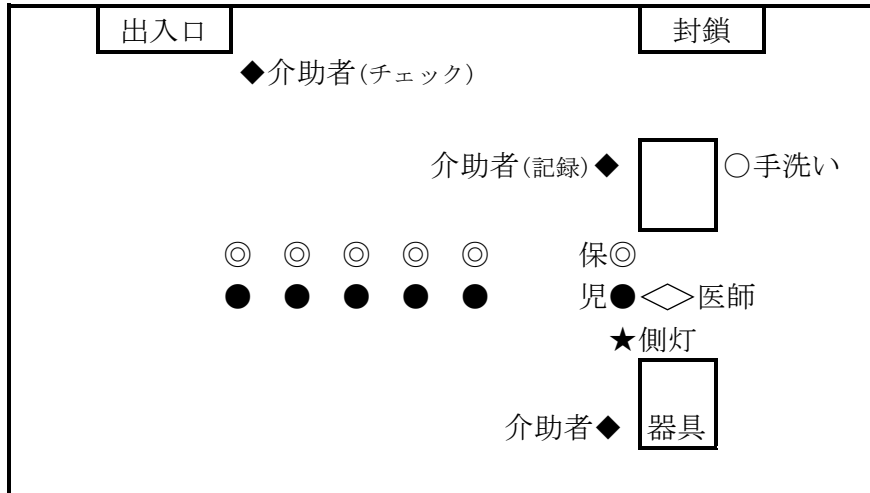 出入口 封鎖
◆介助者(チェック)
介助者(記録)◆ ○手洗い
◎ ◎ ◎ ◎ ◎ 保◎
● ● ● ● ● 児●◇医師
★側灯
介助者◆ 器具